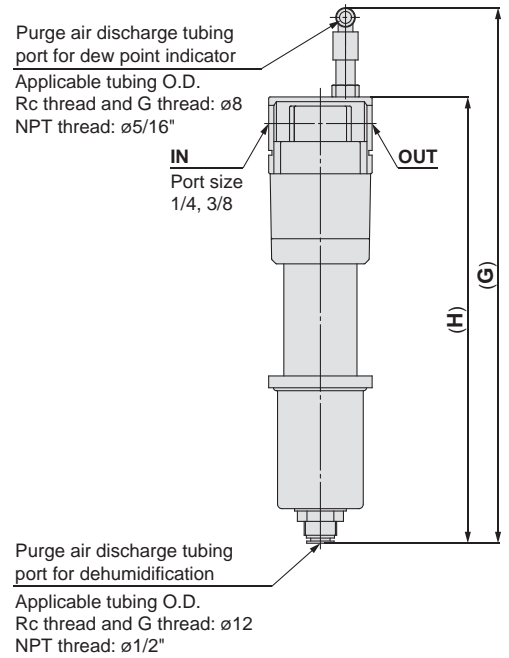 Purge air discharge tubing
port for dew point indicator
Applicable tubing O.D.
Rc thread and G thread: ø8
NPT thread: ø5/16"
IN
Port size
1/4, 3/8
OUT
(H)
(G)
Purge air discharge tubing
port for dehumidification
Applicable tubing O.D.
Rc thread and G thread: ø12
NPT thread: ø1/2"